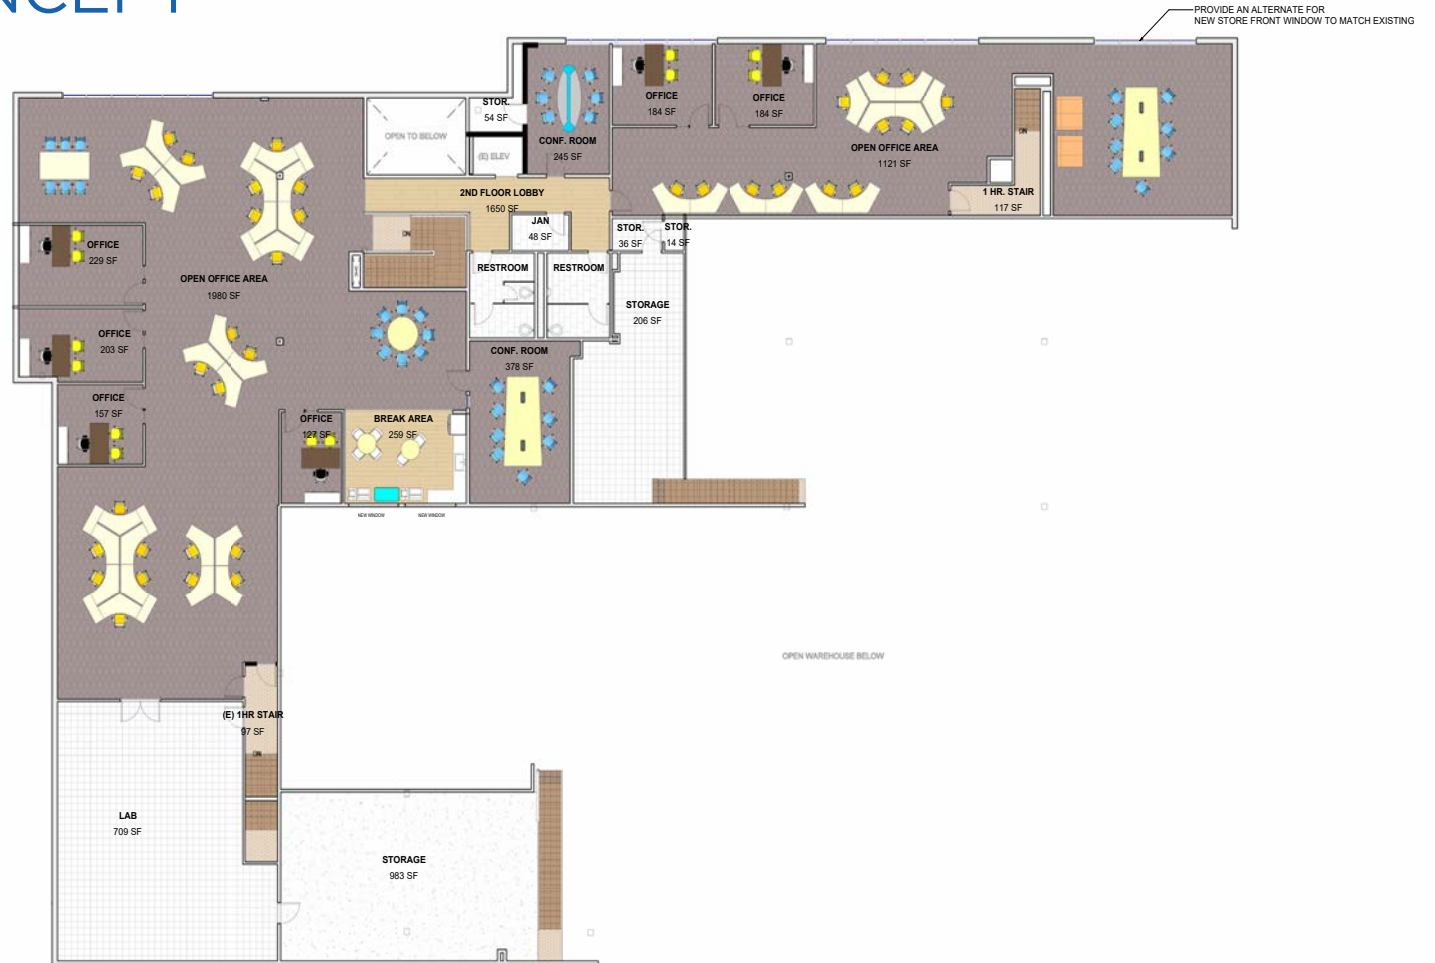 NCEPT
PROVIDE AN ALTERNATE FOR
NEW STORE FRONT WINDOW TO MATCH EXISTING
STOR.
54 SF
OPEN TO BELOW
(E) ELEV
CONF. ROOM
245 SF
OFFICE
184 SF
OFFICE
184 SF
OPEN OFFICE AREA
1121 SF
DN
1 HR. STAIR
117 SF
2ND FLOOR LOBBY
1650 SF
JAN
48 SF
STOR.
36 SF
STOR.
14 SF
DN
OFFICE
229 SF
OPEN OFFICE AREA
1980 SF
RESTROOM
RESTROOM
STORAGE
206 SF
OFFICE
203 SF
CONF. ROOM
378 SF
OFFICE
157 SF
OFFICE
127 SF
BREAK AREA
259 SF
NEW WINDOW
NEW WINDOW
OPEN WAREHOUSE BELOW
(E) 1HR STAIR
97 SF
DN
LAB
709 SF
STORAGE
983 SF